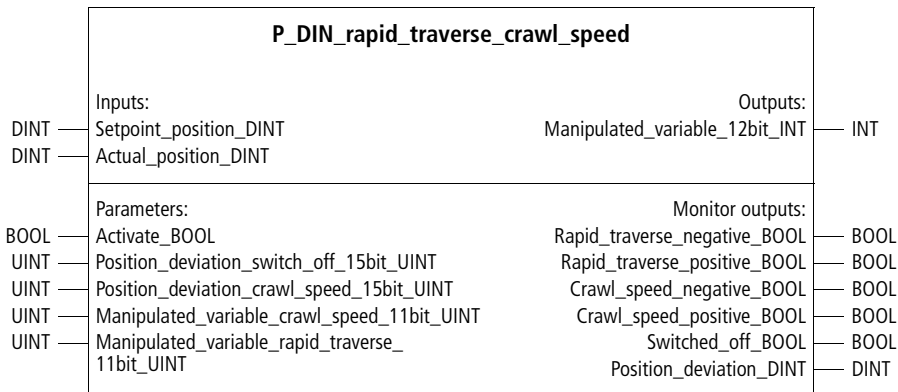 P_DIN_rapid_traverse_crawl_speed
Inputs: Outputs:
DINT Setpoint_position_DINT Manipulated_variable_12bit_INT INT
DINT Actual_position_DINT
Parameters: Monitor outputs:
BOOL Activate_BOOL Rapid_traverse_negative_BOOL BOOL
UINT Position_deviation_switch_off_15bit_UINT Rapid_traverse_positive_BOOL BOOL
UINT Position_deviation_crawl_speed_15bit_UINT Crawl_speed_negative_BOOL BOOL
UINT Manipulated_variable_crawl_speed_11bit_UINT Crawl_speed_positive_BOOL BOOL
UINT Manipulated_variable_rapid_traverse_ Switched_off_BOOL BOOL
11bit_UINT Position_deviation_DINT DINT